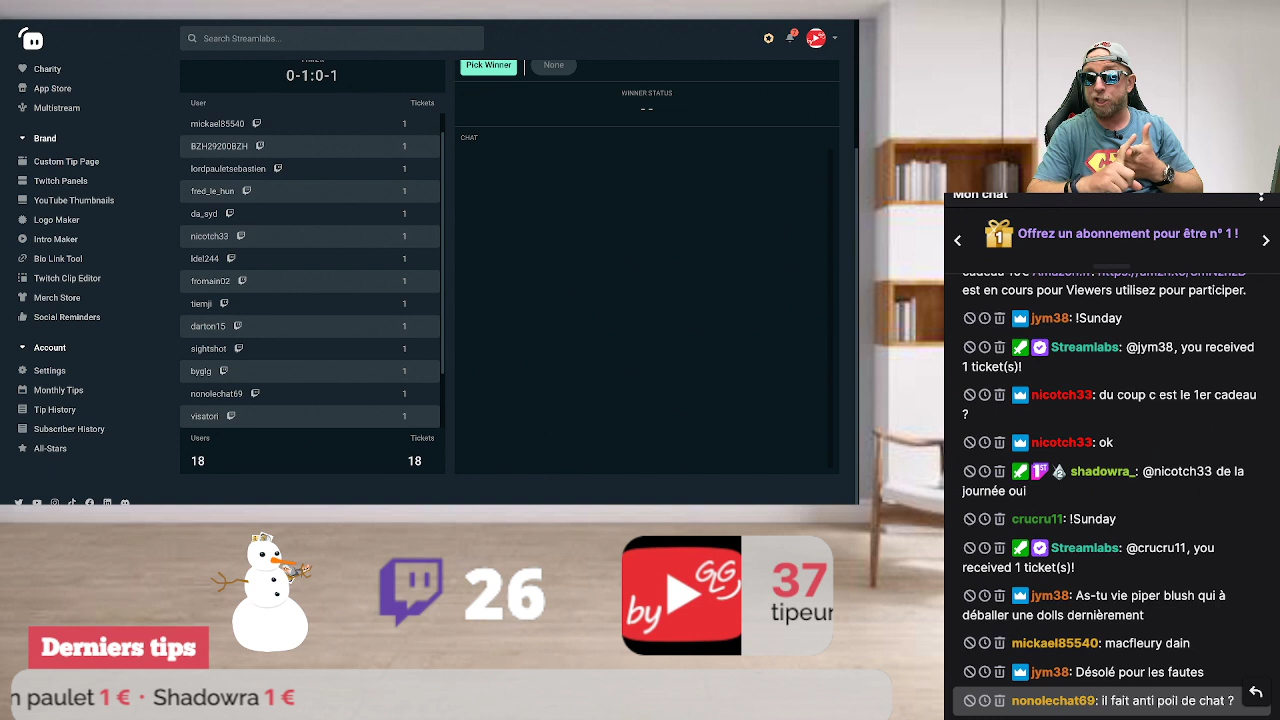 Search Streamlabs...
7
Charity
App Store
Multistream
Brand
Custom Tip Page
Twitch Panels
YouTube Thumbnails
Logo Maker
Intro Maker
Bio Link Tool
Twitch Clip Editor
Merch Store
Social Reminders
Account
Settings
Monthly Tips
Tip History
Subscriber History
All-Stars
0-1:0-1
User Tickets
mickael85540 1
BZH29200BZH 1
lordpauletsebastien 1
fred_le_hun 1
da_syd 1
nicotch33 1
ldel244 1
fromain02 1
tiemji 1
darton15 1
sightshot 1
bygig 1
nonolechat69 1
visatori 1
Users Tickets
18 18
Pick Winner
None
WINNER STATUS
--
CHAT
Mon chat
1
Offrez un abonnement pour être n° 1 !
est en cours pour Viewers utilisez pour participer.
jym38: !Sunday
Streamlabs: @jym38, you received
1 ticket(s)!
nicotch33: du coup c est le 1er cadeau
?
nicotch33: ok
1ST 2 shadowra_: @nicotch33 de la
journée oui
crucru11: !Sunday
Streamlabs: @crucru11, you
received 1 ticket(s)!
jym38: As-tu vie piper blush qui à
déballer une dolls dernièrement
mickael85540: macfleury dain
jym38: Désolé pour les fautes
nonolechat69: il fait anti poil de chat ?
26
by GLG
37
tipeur
Derniers tips
n paulet 1 € · Shadowra 1 €